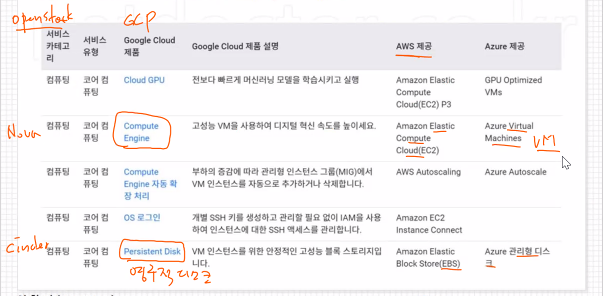 openstack
GCP
서비스 카테고리
서비스 유형
Google Cloud 제품
Google Cloud 제품 설명
AWS 제공
Azure 제공
컴퓨팅
코어 컴퓨팅
Cloud GPU
전보다 빠르게 머신러닝 모델을 학습시키고 실행
Amazon Elastic Compute Cloud(EC2) P3
GPU Optimized VMs
Nova
컴퓨팅
코어 컴퓨팅
Compute Engine
고성능 VM을 사용하여 디지털 혁신 속도를 높이세요.
Amazon Elastic Compute Cloud(EC2)
Azure Virtual Machines
VM
컴퓨팅
코어 컴퓨팅
Compute Engine 자동 확장 처리
부하의 증감에 따라 관리형 인스턴스 그룹(MIG)에서 VM 인스턴스를 자동으로 추가하거나 삭제합니다.
AWS Autoscaling
Azure Autoscale
컴퓨팅
코어 컴퓨팅
OS 로그인
개별 SSH 키를 생성하고 관리할 필요 없이 IAM을 사용하여 인스턴스에 대한 SSH 액세스를 관리합니다.
Amazon EC2 Instance Connect
Cinder
컴퓨팅
코어 컴퓨팅
Persistent Disk
VM 인스턴스를 위한 안정적인 고성능 블록 스토리지입니다.
Amazon Elastic Block Store(EBS)
Azure 관리형 디스크
영구적 디스크